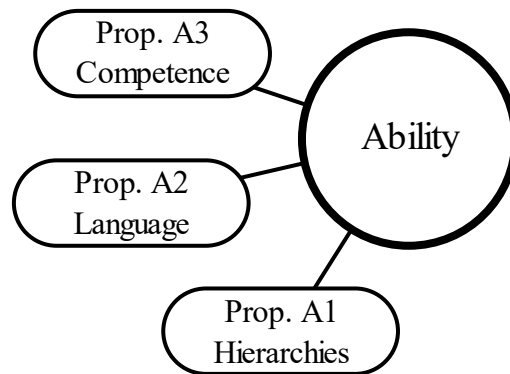 Prop. A3
Competence
Ability
Prop. A2
Language
Prop. A1
Hierarchies